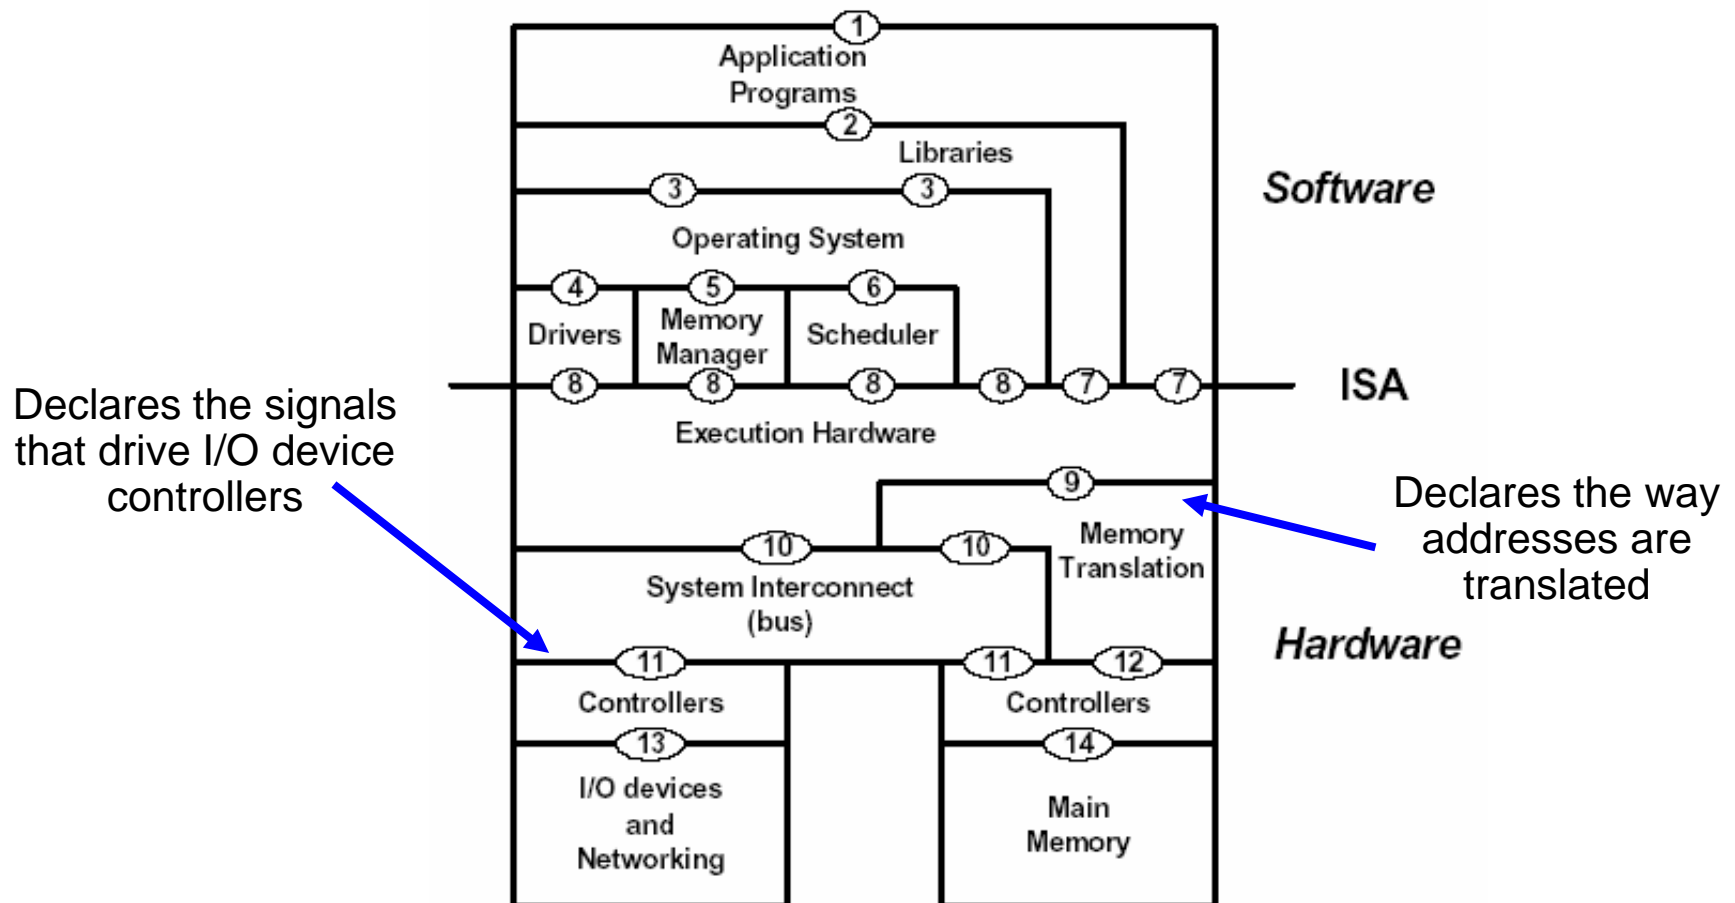 1
Application
Programs
2
Libraries
3 3
Software
Operating System
4 5 6
Drivers
Memory
Manager
Scheduler
8 8 8 8 7 7
ISA
Declares the signals
that drive I/O device
controllers
Execution Hardware
9
Declares the way
addresses are
translated
10 10
Memory
Translation
System Interconnect
(bus)
Hardware
11 11 12
Controllers Controllers
13 14
I/O devices
and
Networking
Main
Memory